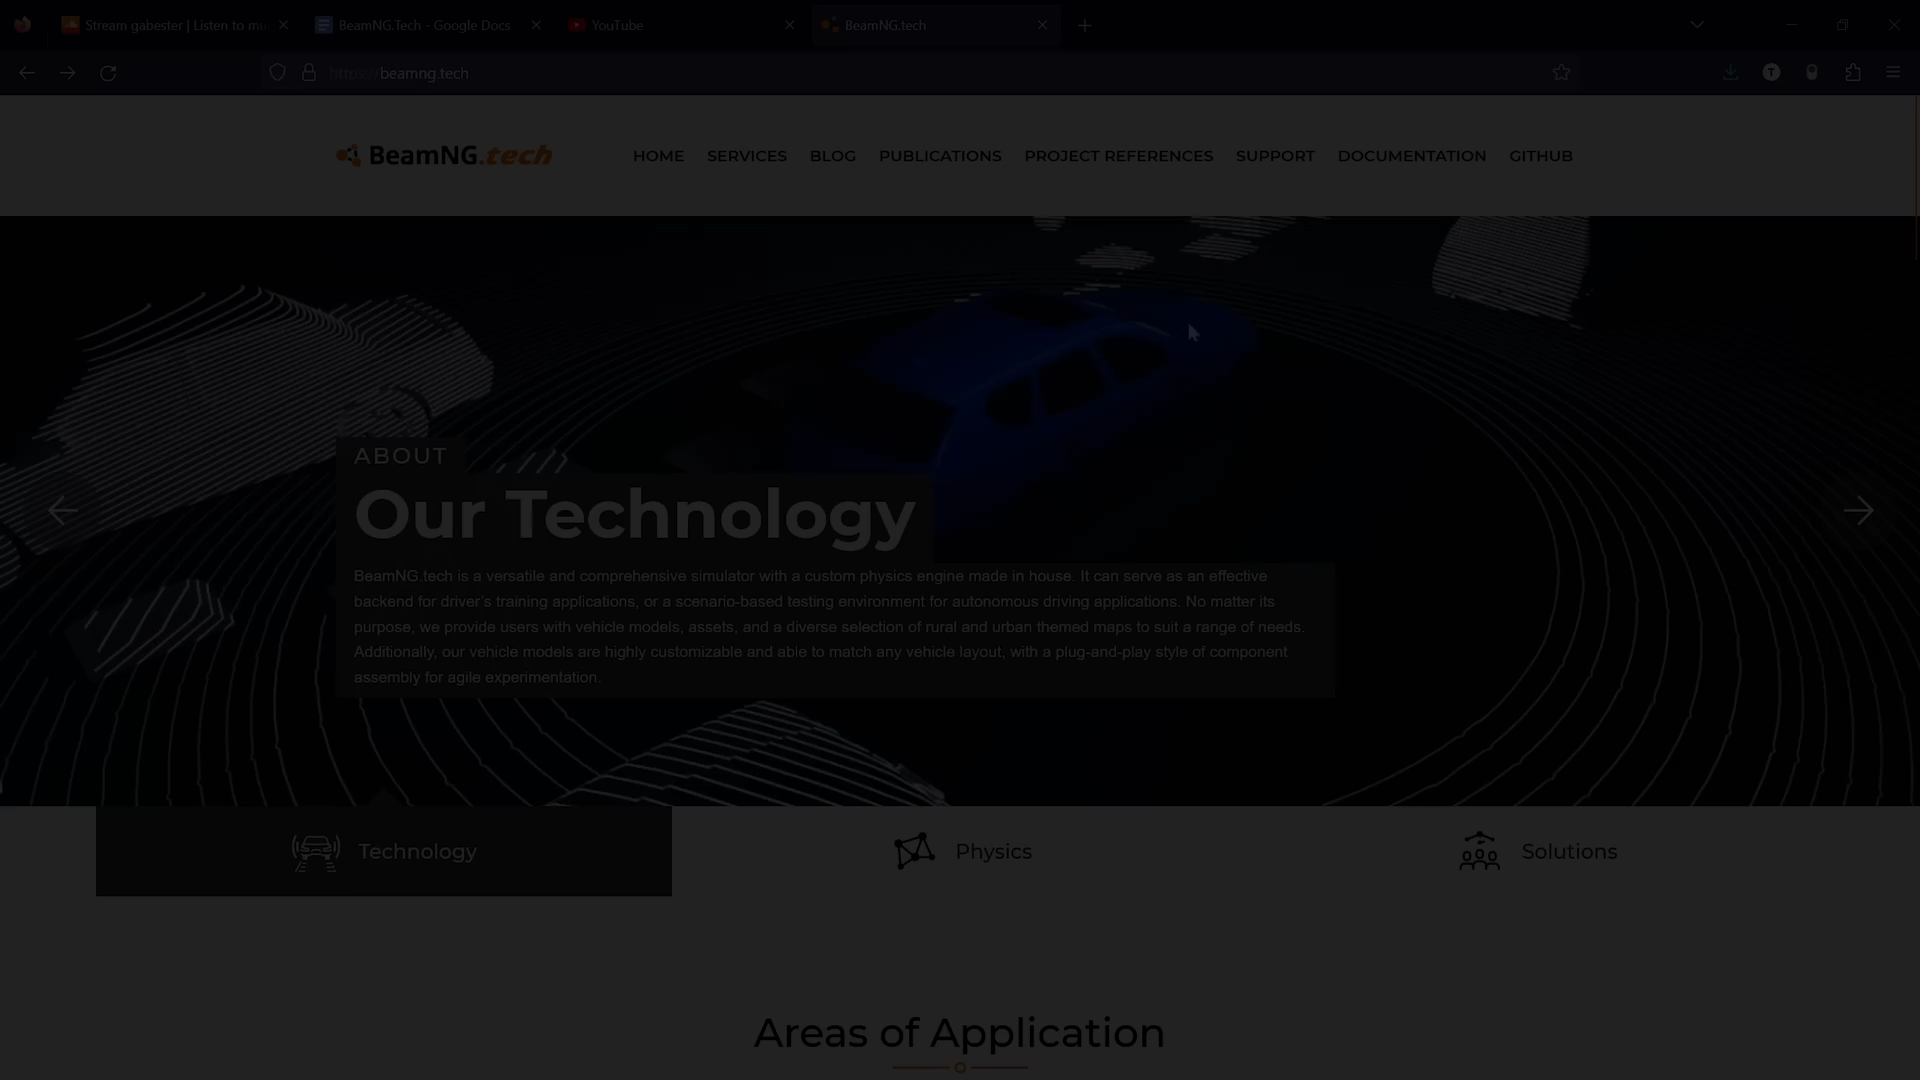 Stream gabester | Listen to mu
BeamNG.Tech - Google Docs
YouTube
BeamNG.tech
https://beamng.tech
T
BeamNG.tech
HOME SERVICES BLOG PUBLICATIONS PROJECT REFERENCES SUPPORT DOCUMENTATION GITHUB
ABOUT
Our Technology
BeamNG.tech is a versatile and comprehensive simulator with a custom physics engine made in house. It can serve as an effective
backend for driver's training applications, or a scenario-based testing environment for autonomous driving applications. No matter its
purpose, we provide users with vehicle models, assets, and a diverse selection of rural and urban themed maps to suit a range of needs.
Additionally, our vehicle models are highly customizable and able to match any vehicle layout, with a plug-and-play style of component
assembly for agile experimentation.
Technology
Physics
Solutions
Areas of Application